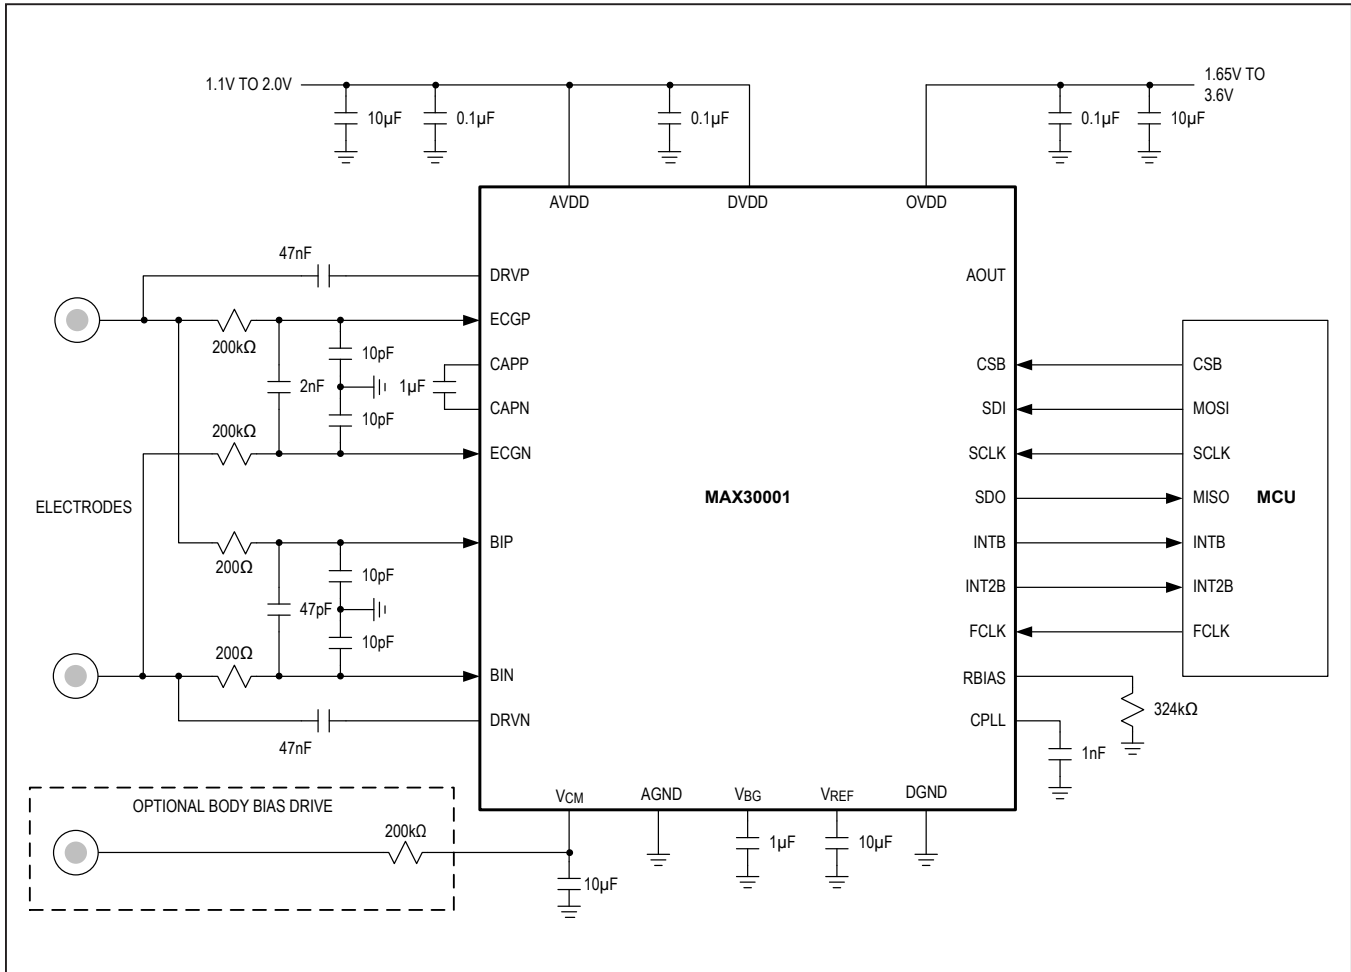 1.1V TO 2.0V
10µF
0.1µF
0.1µF
0.1µF
10µF
1.65V TO
3.6V
AVDD
DVDD
OVDD
47nF
DRVP
AOUT
ECGP
200kΩ
10pF
CAPP
2nF
1µF
CAPN
10pF
200kΩ
ECGN
ELECTRODES
MAX30001
BIP
200Ω
10pF
47pF
10pF
200Ω
BIN
DRVN
47nF
CSB
SDI
SCLK
SDO
INTB
INT2B
FCLK
RBIAS
CPLL
CSB
MOSI
SCLK
MISO
MCU
INTB
INT2B
FCLK
324kΩ
1nF
VCM
AGND
VBG
VREF
DGND
OPTIONAL BODY BIAS DRIVE
200kΩ
10µF
1µF
10µF